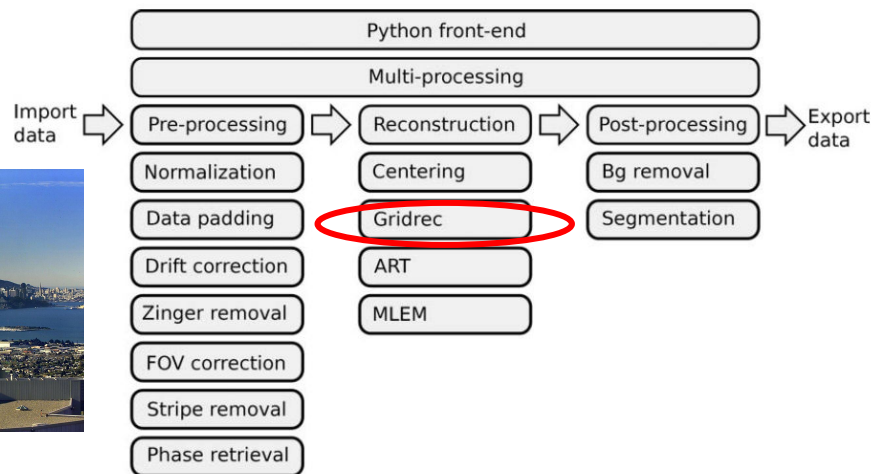 Python front-end
Multi-processing
Import
data
Pre-processing
Reconstruction
Post-processing
Export
data
Normalization
Centering
Bg removal
Data padding
Gridrec
Segmentation
Drift correction
ART
Zinger removal
MLEM
FOV correction
Stripe removal
Phase retrieval